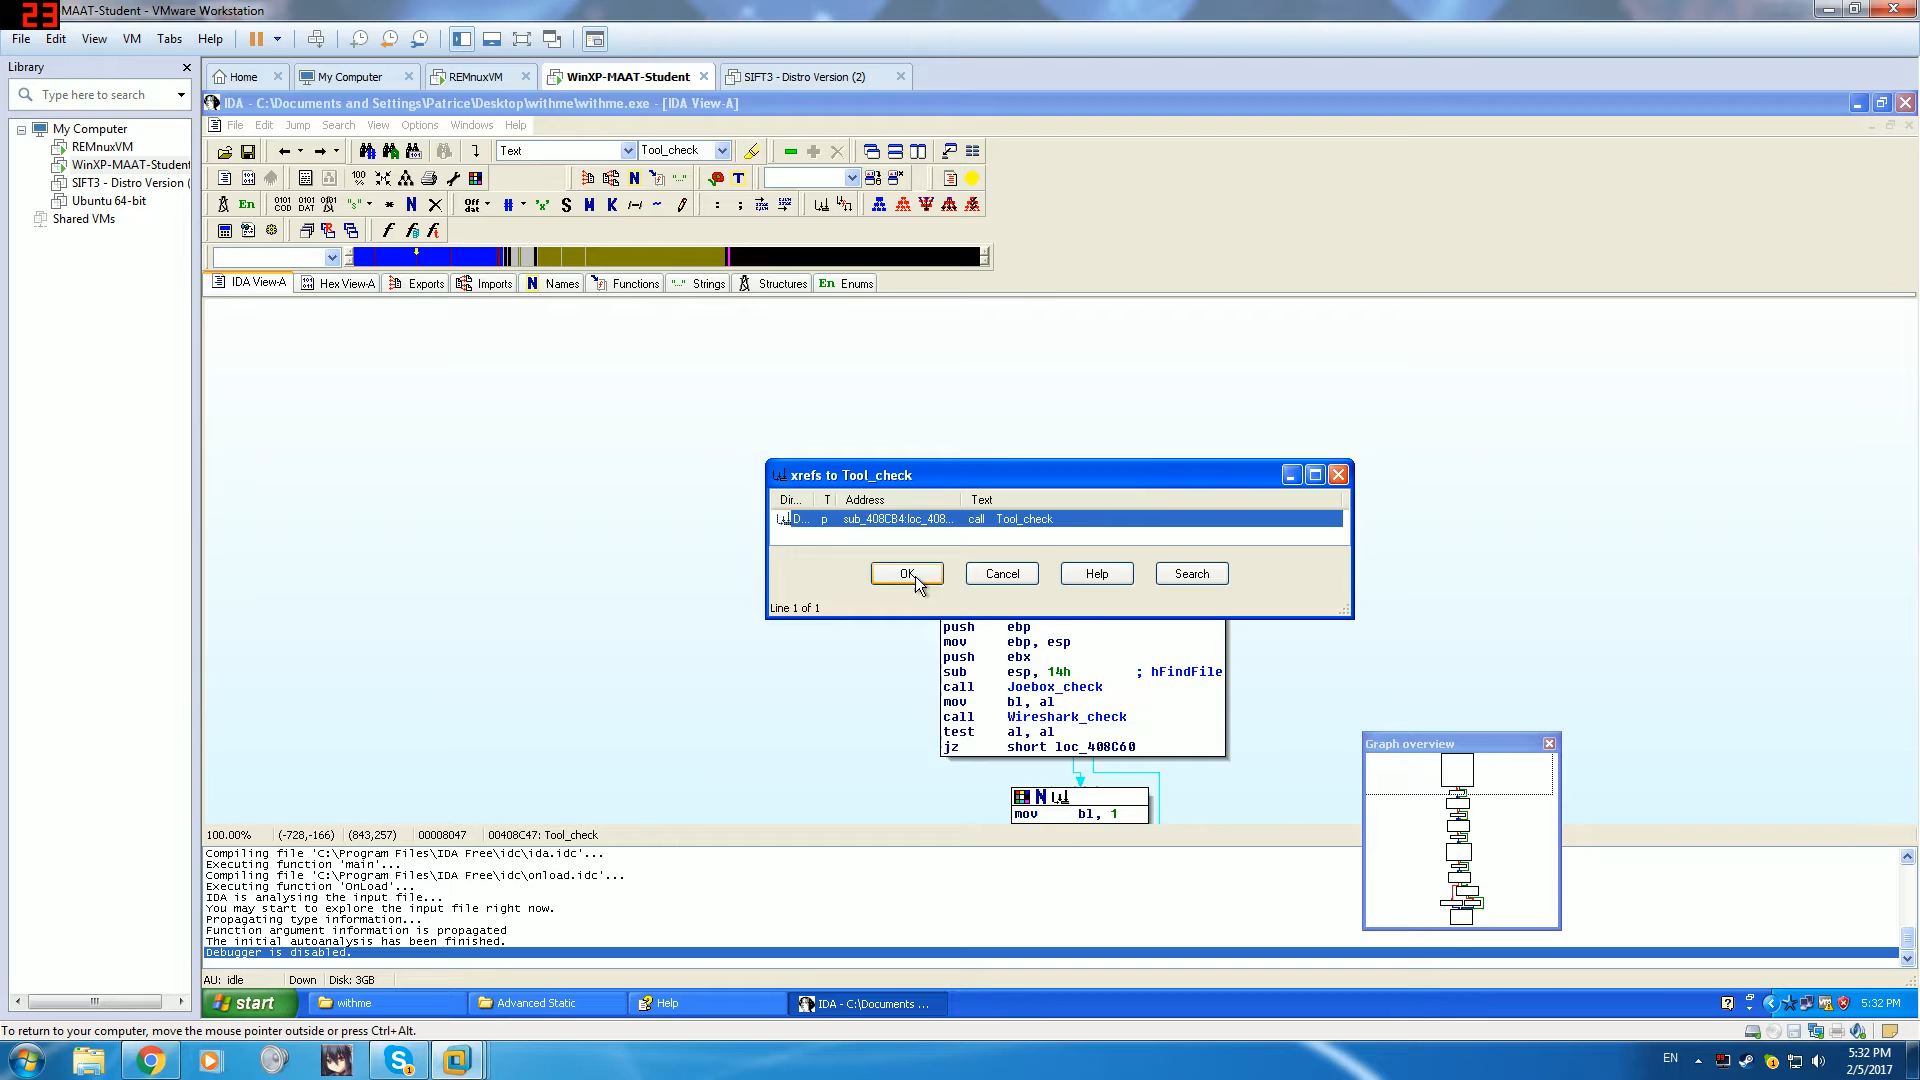 23 MAAT-Student - VMware Workstation
File Edit View VM Tabs Help
Library
Type here to search
My Computer
REMnuxVM
WinXP-MAAT-Student
SIFT3 - Distro Version (
Ubuntu 64-bit
Shared VMs
Home My Computer REMnuxVM WinXP-MAAT-Student SIFT3 - Distro Version (2)
IDA - C:\Documents and Settings\Patrice\Desktop\withme\withme.exe - [IDA View-A]
File Edit Jump Search View Options Windows Help
Text Tool_check
IDA View-A Hex View-A Exports Imports N Names Functions Strings Structures En Enums
xrefs to Tool_check
Dir... T Address Text
D... p sub_408CB4:loc_408... call Tool_check
OK Cancel Help Search
Line 1 of 1
push ebp
mov ebp, esp
push ebx
sub esp, 14h ; hFindFile
call Joebox_check
mov bl, al
call Wireshark_check
test al, al
jz short loc_408C60
mov bl, 1
Graph overview
100.00% (-728,-166) (843,257) 00008047 00408C47: Tool_check
Compiling file 'C:\Program Files\IDA Free\idc\ida.idc'...
Executing function 'main'...
Compiling file 'C:\Program Files\IDA Free\idc\onload.idc'...
Executing function 'OnLoad'...
IDA is analysing the input file...
You may start to explore the input file right now.
Propagating type information...
Function argument information is propagated
The initial autoanalysis has been finished.
Debugger is disabled.
AU: idle Down Disk: 3GB
start withme Advanced Static Help IDA - C:\Documents ... 5:32 PM
To return to your computer, move the mouse pointer outside or press Ctrl+Alt.
EN 5:32 PM
2/5/2017